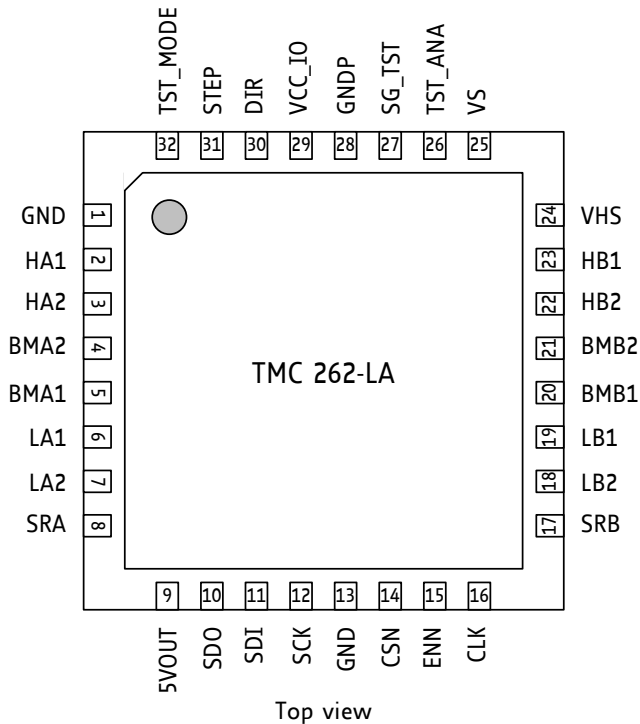 TST_MODE
STEP
DIR
VCC_IO
GNDP
SG_TST
TST_ANA
VS
32 31 30 29 28 27 26 25
GND 1 24 VHS
HA1 2 23 HB1
HA2 3 22 HB2
BMA2 4 21 BMB2
TMC 262-LA
BMA1 5 20 BMB1
LA1 6 19 LB1
LA2 7 18 LB2
SRA 8 17 SRB
9 10 11 12 13 14 15 16
5VOUT
SDO
SDI
SCK
GND
CSN
ENN
CLK
Top view